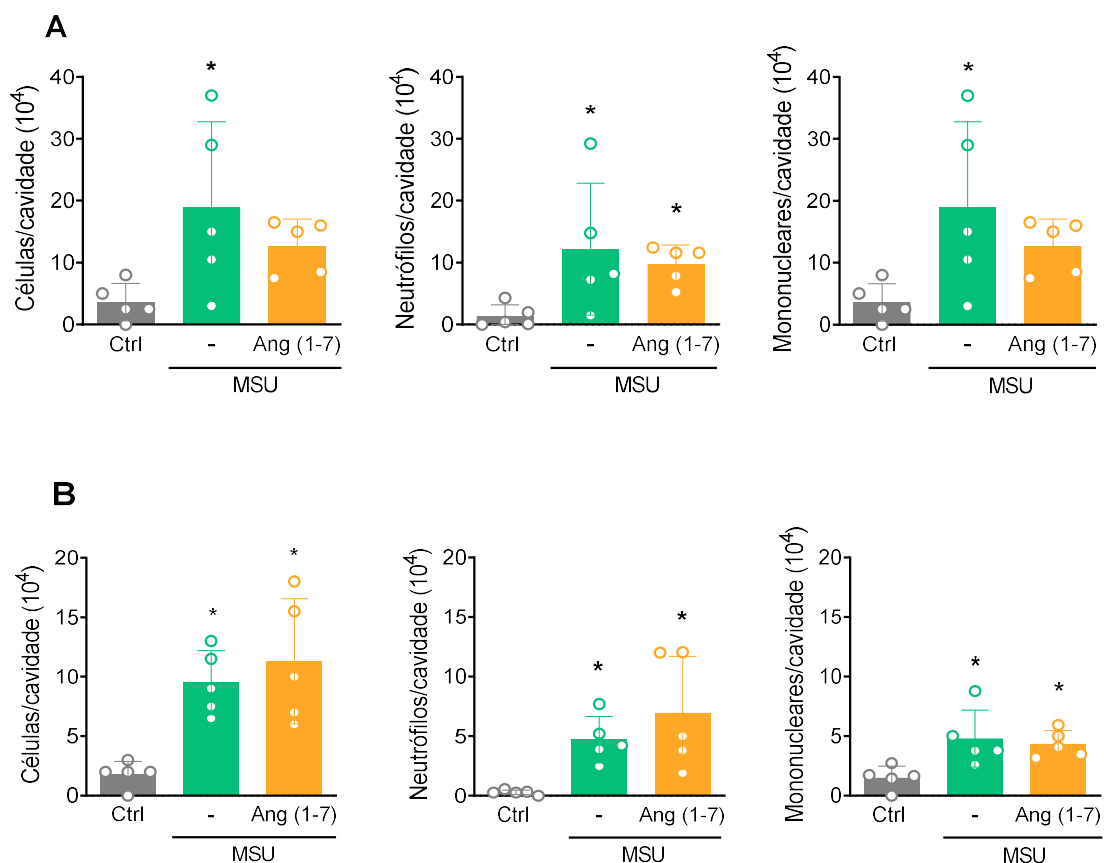 A
Células/cavidade (10⁴)
40
30
20
10
0
*
Ctrl - Ang (1-7)
MSU
Neutrófilos/cavidade (10⁴)
40
30
20
10
0
* *
Ctrl - Ang (1-7)
MSU
Mononucleares/cavidade (10⁴)
40
30
20
10
0
*
Ctrl - Ang (1-7)
MSU
B
Células/cavidade (10⁴)
20
15
10
5
0
* *
Ctrl - Ang (1-7)
MSU
Neutrófilos/cavidade (10⁴)
20
15
10
5
0
* *
Ctrl - Ang (1-7)
MSU
Mononucleares/cavidade (10⁴)
20
15
10
5
0
* *
Ctrl - Ang (1-7)
MSU